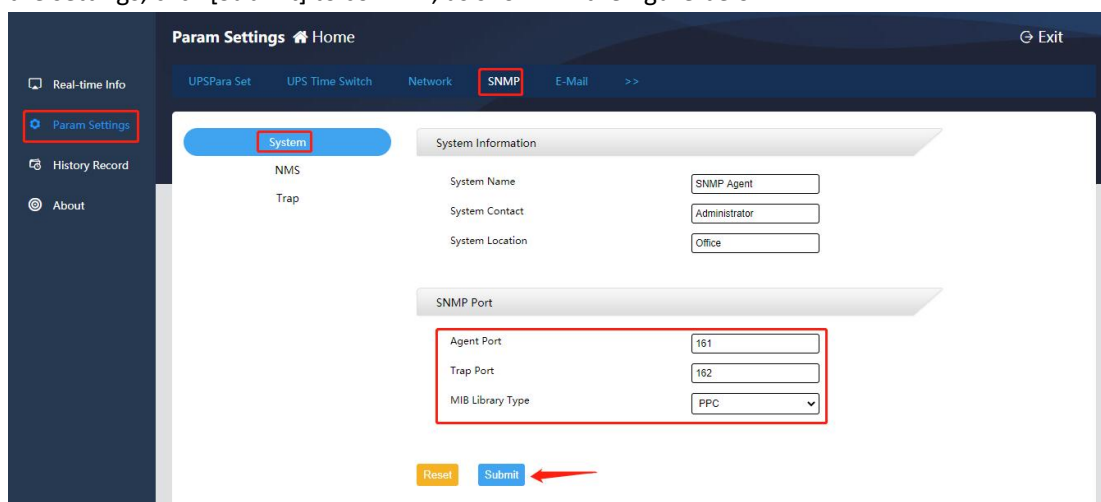 Param Settings Home Exit
Real-time Info
Param Settings
History Record
About
UPSPara Set UPS Time Switch Network SNMP E-Mail >>
System
NMS
Trap
System Information
System Name SNMP Agent
System Contact Administrator
System Location Office
SNMP Port
Agent Port 161
Trap Port 162
MIB Library Type PPC
Reset Submit